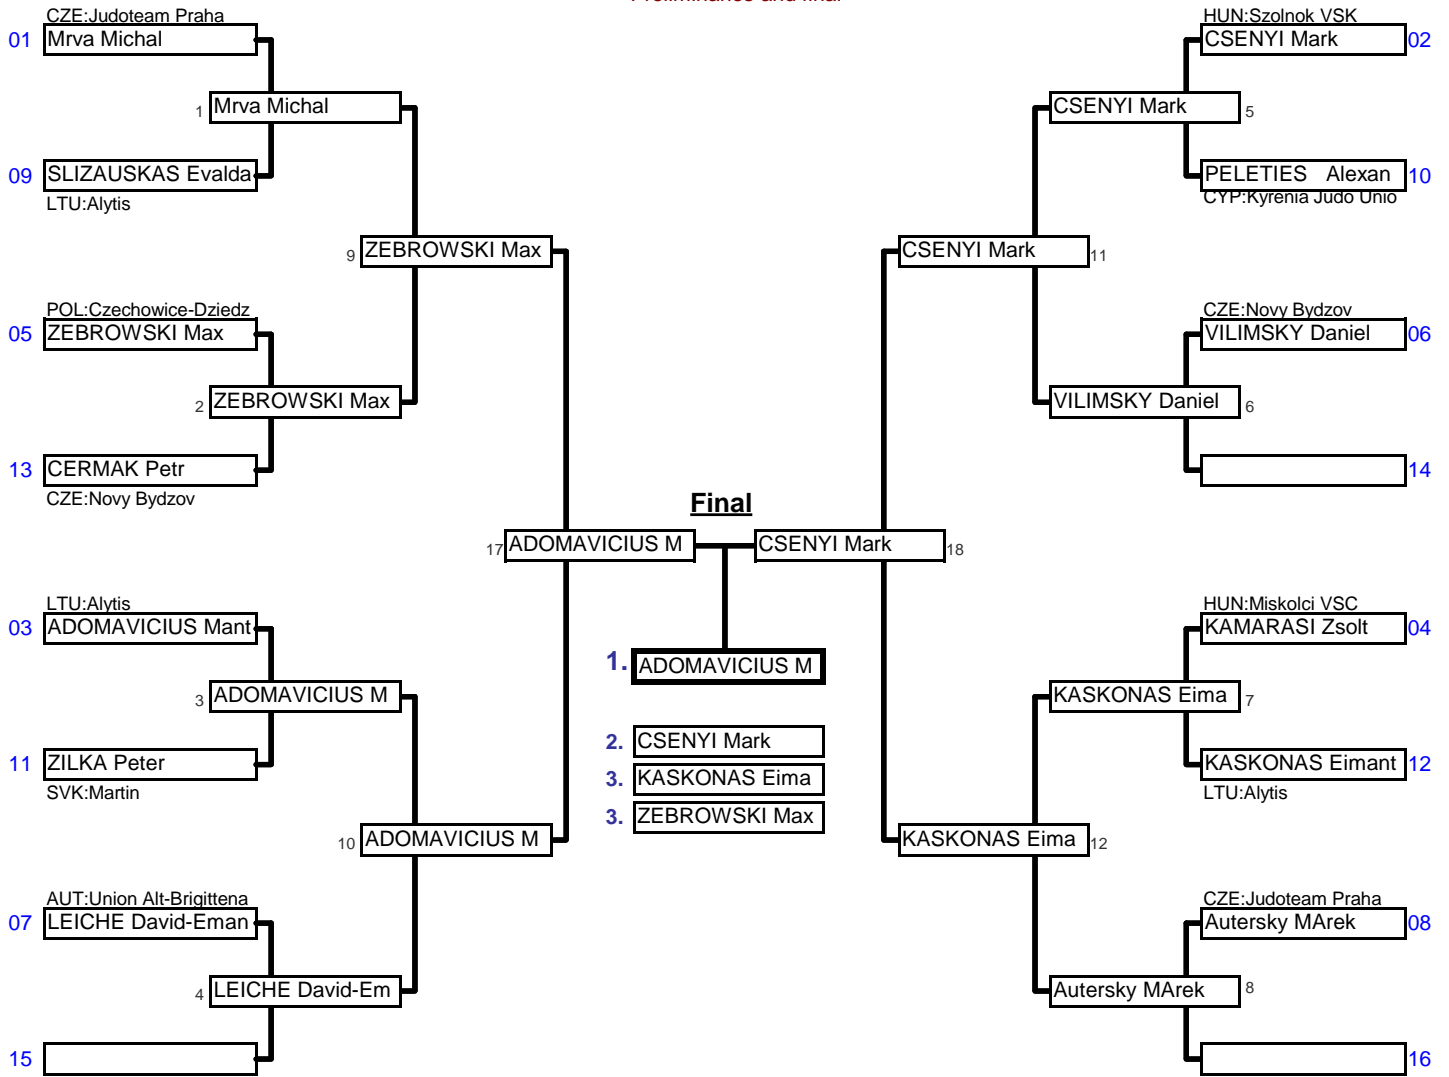 CZE:Judoteam Praha
01 Mrva Michal
1 Mrva Michal
09 SLIZAUSKAS Evalda
LTU:Alytis
9 ZEBROWSKI Max
POL:Czechowice-Dziedz
05 ZEBROWSKI Max
2 ZEBROWSKI Max
13 CERMAK Petr
CZE:Novy Bydzov
17 ADOMAVICIUS M
LTU:Alytis
03 ADOMAVICIUS Mant
3 ADOMAVICIUS M
11 ZILKA Peter
SVK:Martin
10 ADOMAVICIUS M
AUT:Union Alt-Brigittena
07 LEICHE David-Eman
4 LEICHE David-Em
15
Final
1. ADOMAVICIUS M
2. CSENYI Mark
3. KASKONAS Eima
3. ZEBROWSKI Max
HUN:Szolnok VSK
CSENYI Mark 02
CSENYI Mark 5
PELETIES Alexan 10
CYP:Kyrenia Judo Unio
CSENYI Mark 11
CZE:Novy Bydzov
VILIMSKY Daniel 06
VILIMSKY Daniel 6
14
CSENYI Mark 18
HUN:Miskolci VSC
KAMARASI Zsolt 04
KASKONAS Eima 7
KASKONAS Eimant 12
LTU:Alytis
KASKONAS Eima 12
CZE:Judoteam Praha
Autersky MArek 08
Autersky MArek 8
16